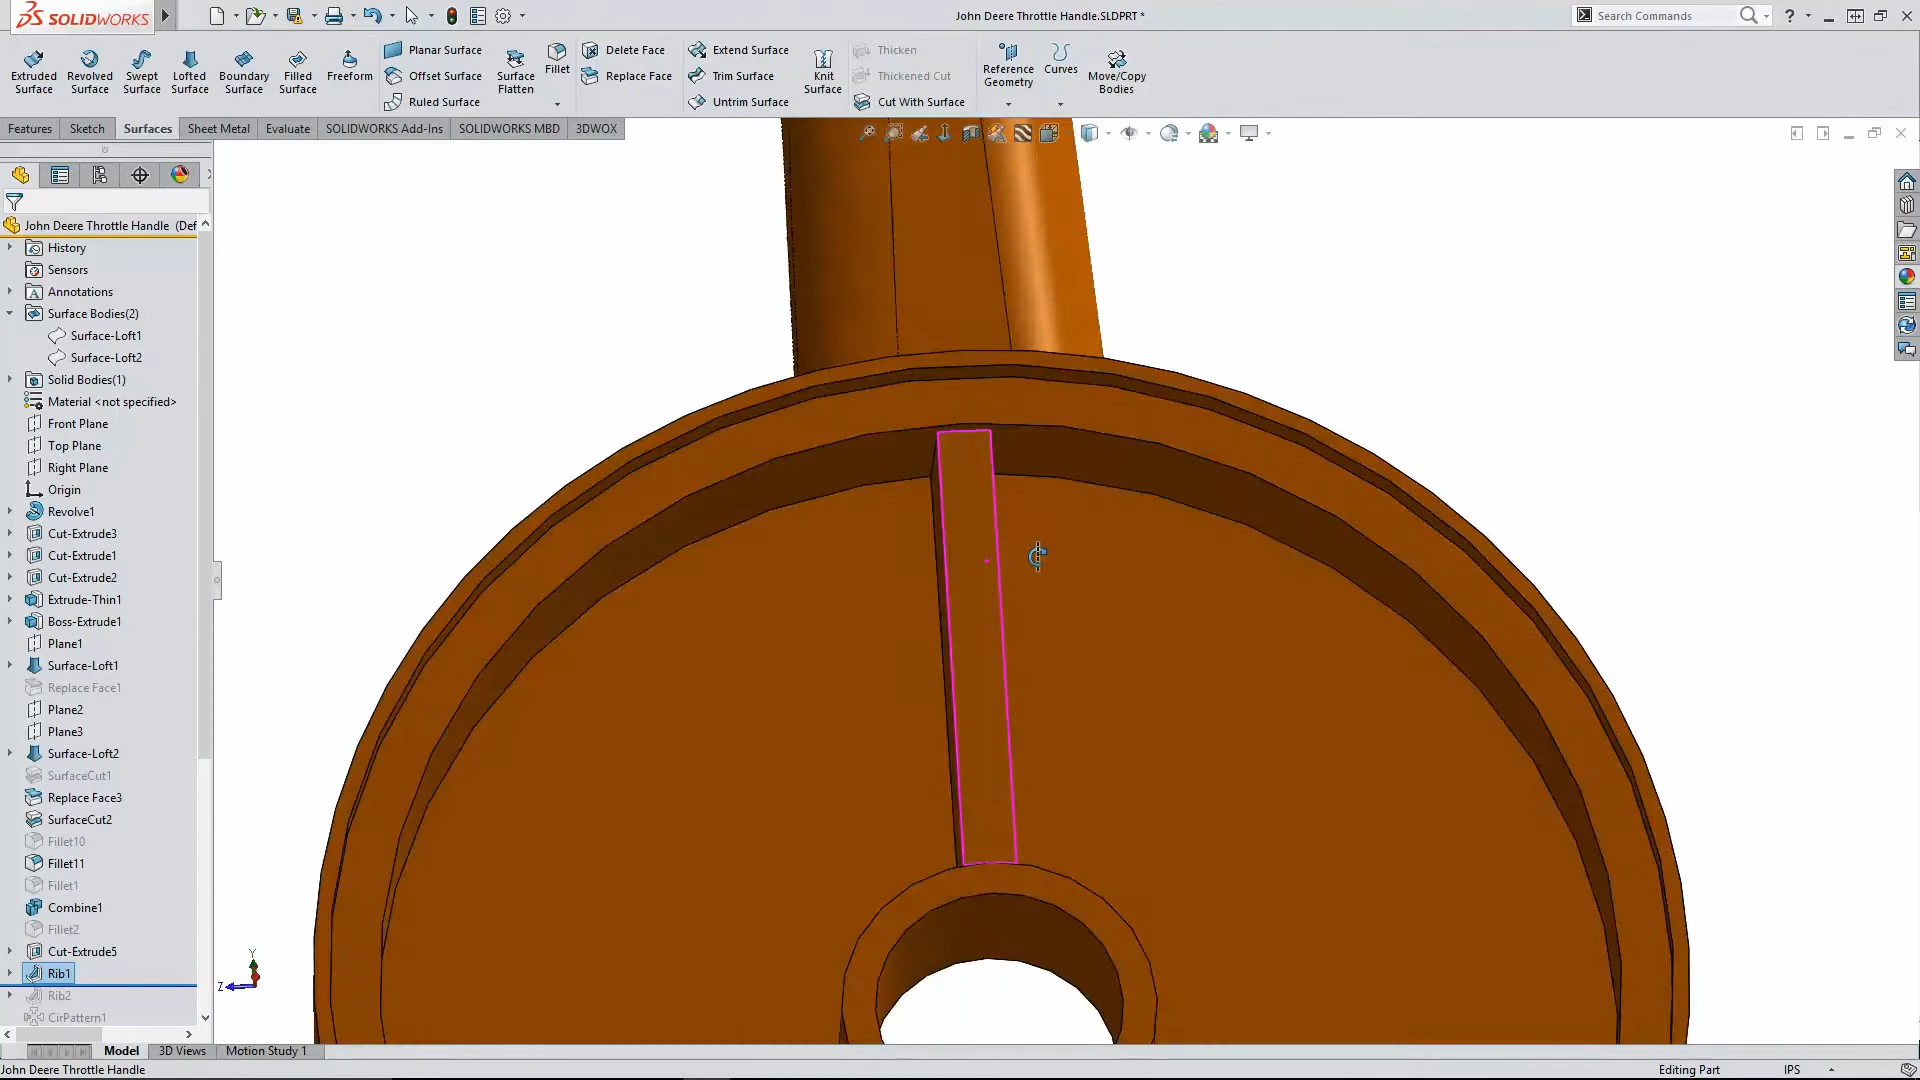 SOLIDWORKS
John Deere Throttle Handle.SLDPRT *
Search Commands
Extruded Surface
Revolved Surface
Swept Surface
Lofted Surface
Boundary Surface
Filled Surface
Freeform
Planar Surface
Offset Surface
Ruled Surface
Surface Flatten
Fillet
Delete Face
Replace Face
Extend Surface
Trim Surface
Untrim Surface
Knit Surface
Thicken
Thickened Cut
Cut With Surface
Reference Geometry
Curves
Move/Copy Bodies
Features
Sketch
Surfaces
Sheet Metal
Evaluate
SOLIDWORKS Add-Ins
SOLIDWORKS MBD
3DWOX
John Deere Throttle Handle (Def
History
Sensors
Annotations
Surface Bodies(2)
Surface-Loft1
Surface-Loft2
Solid Bodies(1)
Material <not specified>
Front Plane
Top Plane
Right Plane
Origin
Revolve1
Cut-Extrude3
Cut-Extrude1
Cut-Extrude2
Extrude-Thin1
Boss-Extrude1
Plane1
Surface-Loft1
Replace Face1
Plane2
Plane3
Surface-Loft2
SurfaceCut1
Replace Face3
SurfaceCut2
Fillet10
Fillet11
Fillet1
Combine1
Fillet2
Cut-Extrude5
Rib1
Rib2
CirPattern1
Y
Z
Model
3D Views
Motion Study 1
John Deere Throttle Handle
Editing Part
IPS